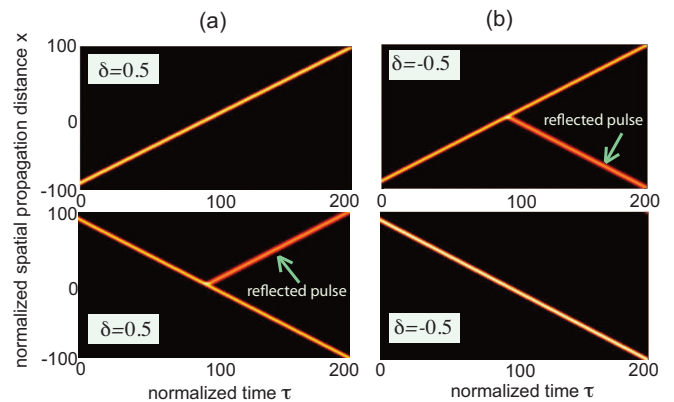 (a)
(b)
normalized spatial propagation distance x
100
0
-100
δ=0.5
0
100
200
δ=-0.5
reflected pulse
0
100
200
100
0
-100
δ=0.5
reflected pulse
0
100
200
normalized time τ
δ=-0.5
0
100
200
normalized time τ